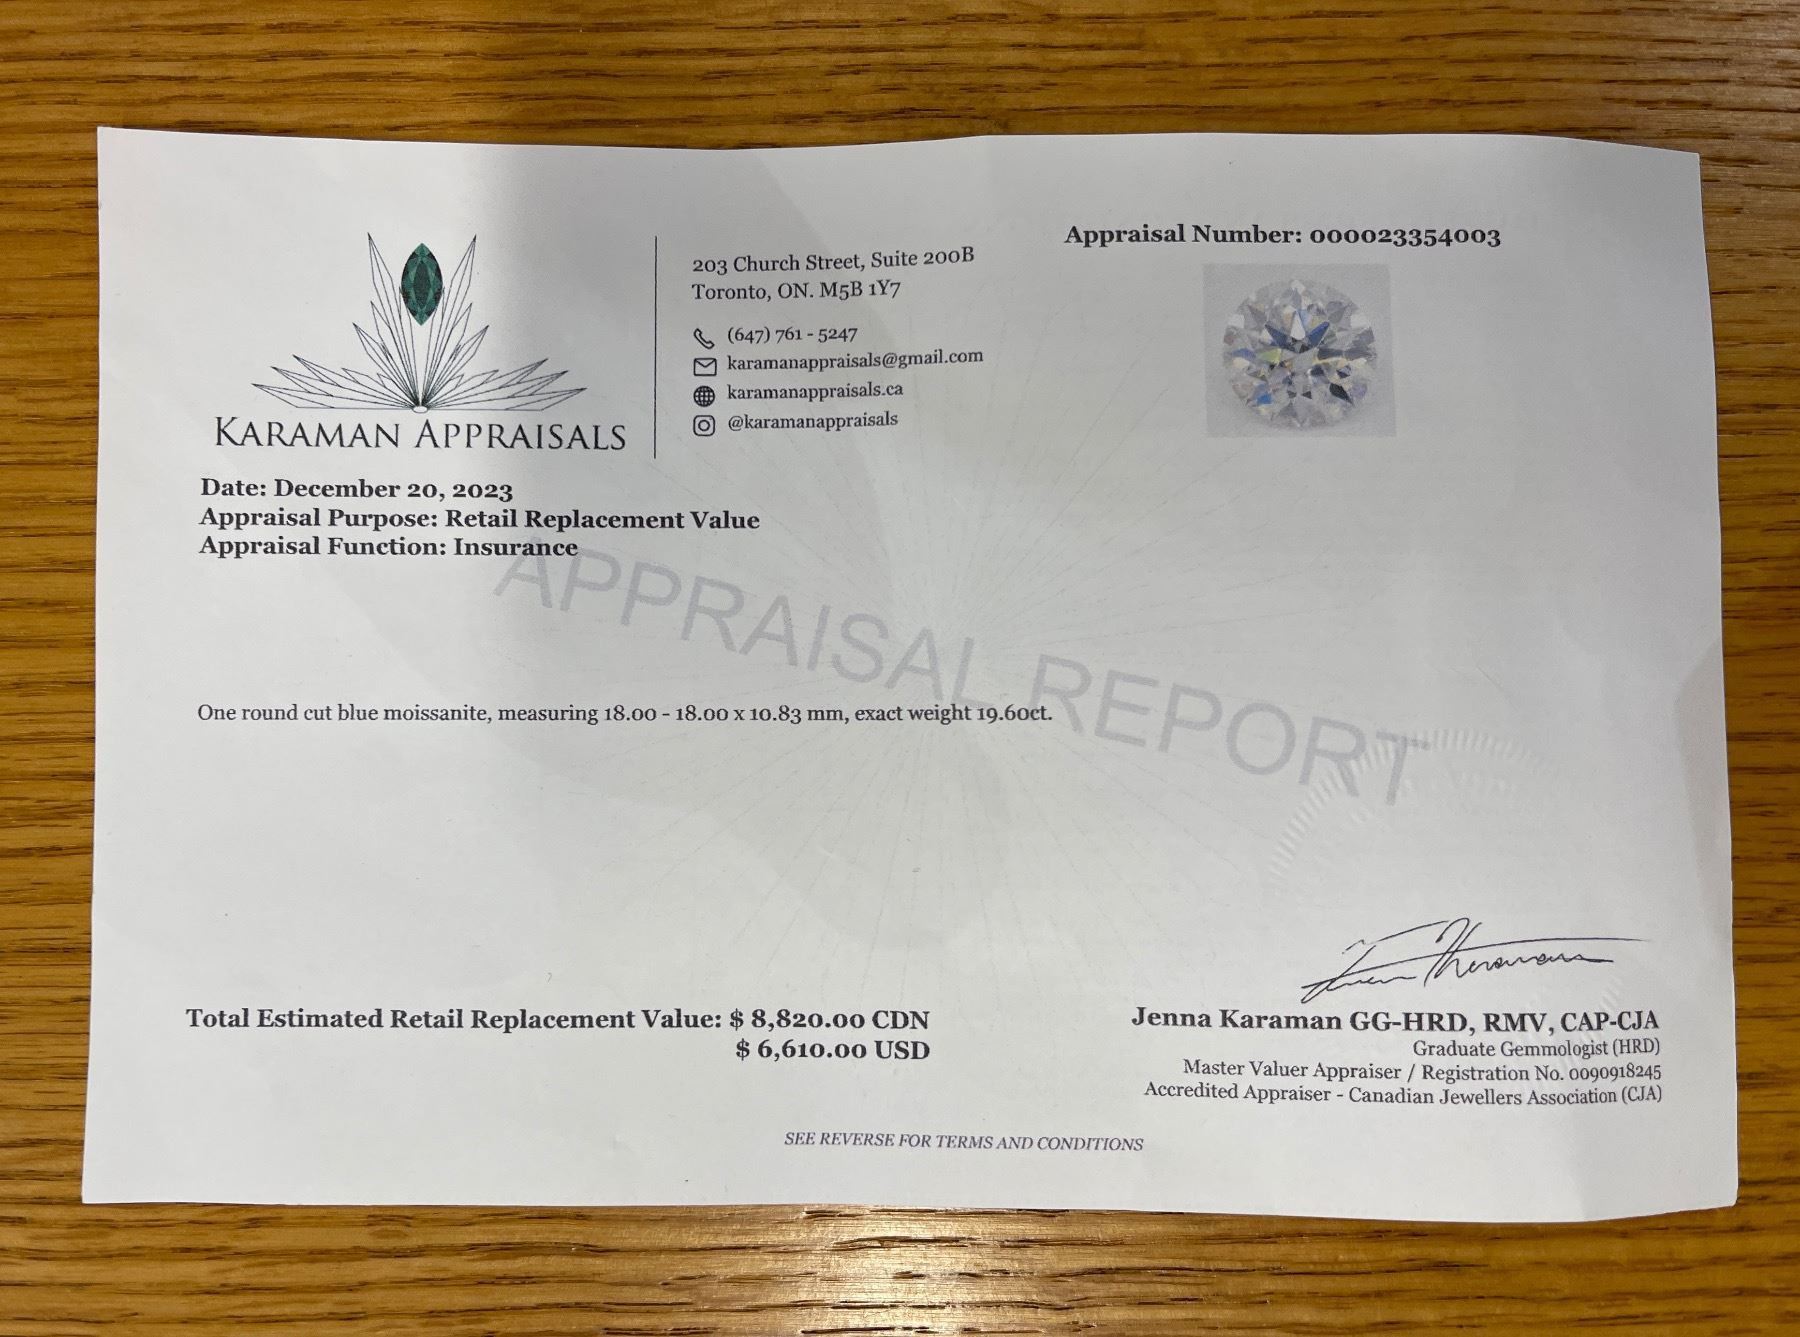 KARAMAN APPRAISALS
203 Church Street, Suite 200B
Toronto, ON. M5B 1Y7
(647) 761 - 5247
karamanappraisals@gmail.com
karamanappraisals.ca
@karamanappraisals
Appraisal Number: 000023354003
Date: December 20, 2023
Appraisal Purpose: Retail Replacement Value
Appraisal Function: Insurance
APPRAISAL REPORT
One round cut blue moissanite, measuring 18.00 - 18.00 x 10.83 mm, exact weight 19.60ct.
Total Estimated Retail Replacement Value: $ 8,820.00 CDN
$ 6,610.00 USD
Jenna Karaman GG-HRD, RMV, CAP-CJA
Graduate Gemmologist (HRD)
Master Valuer Appraiser / Registration No. 0090918245
Accredited Appraiser - Canadian Jewellers Association (CJA)
SEE REVERSE FOR TERMS AND CONDITIONS